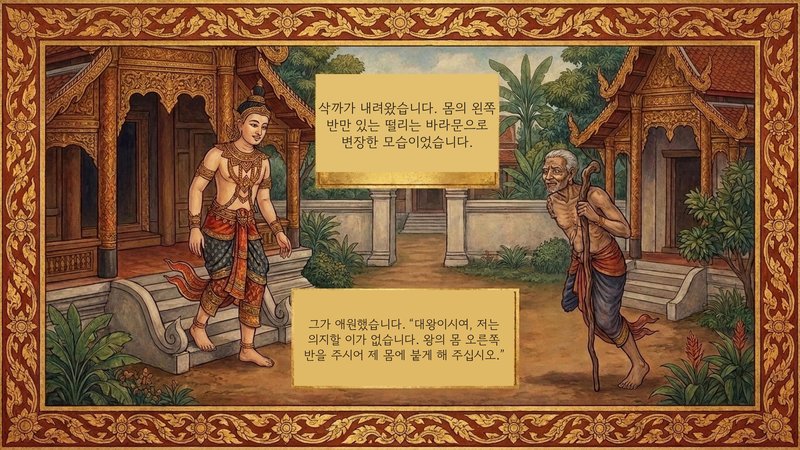 삭까가 내려왔습니다. 몸의 왼쪽
반만 있는 떨리는 바라문으로
변장한 모습이었습니다.
그가 애원했습니다. “대왕이시여, 저는
의지할 이가 없습니다. 왕의 몸 오른쪽
반을 주시어 제 몸에 붙게 해 주십시오.”